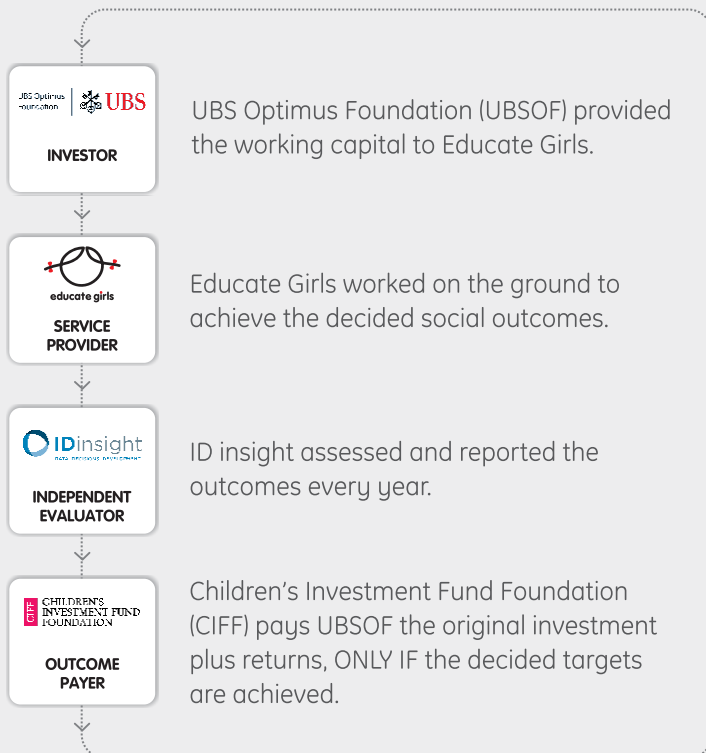 UBS Optimus
Foundation
UBS
INVESTOR
UBS Optimus Foundation (UBSOF) provided
the working capital to Educate Girls.
educate girls
SERVICE
PROVIDER
Educate Girls worked on the ground to
achieve the decided social outcomes.
IDinsight
DATA DECISIONS DEVELOPMENT
INDEPENDENT
EVALUATOR
ID insight assessed and reported the
outcomes every year.
CIFF
CHILDREN'S
INVESTMENT FUND
FOUNDATION
OUTCOME
PAYER
Children’s Investment Fund Foundation
(CIFF) pays UBSOF the original investment
plus returns, ONLY IF the decided targets
are achieved.